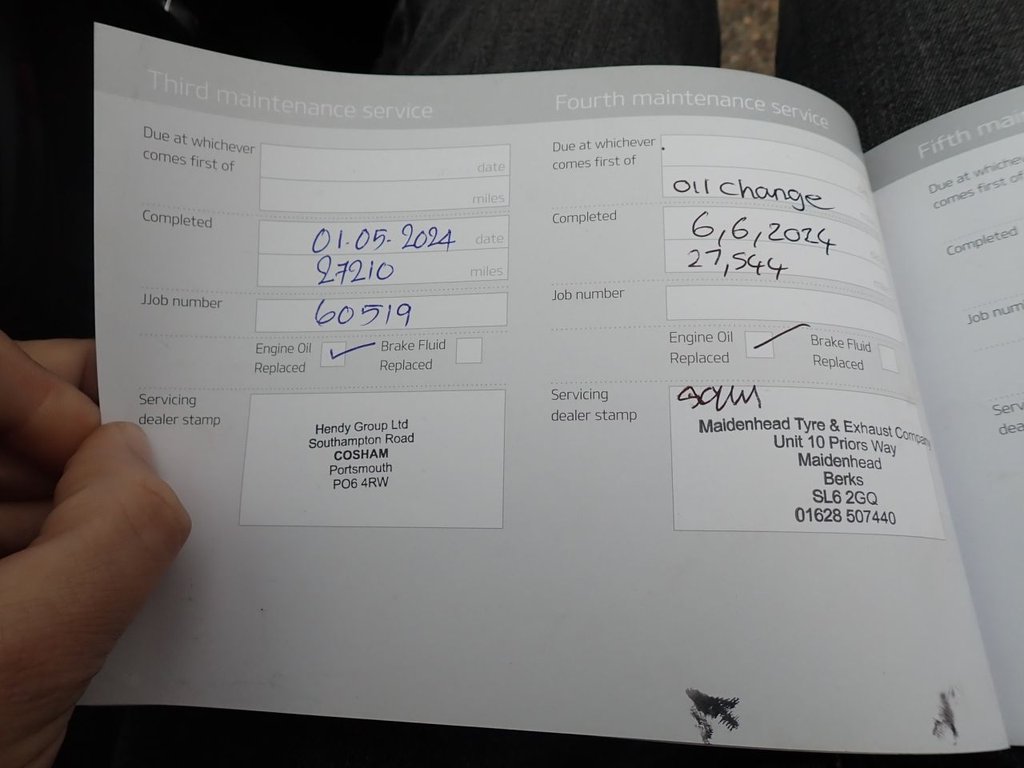 Third maintenance service
Due at whichever
comes first of
date
miles
Completed
01.05.2024 date
27210 miles
JJob number
60519
Engine Oil
Replaced
Brake Fluid
Replaced
Servicing
dealer stamp
Hendy Group Ltd
Southampton Road
COSHAM
Portsmouth
PO6 4RW
Fourth maintenance service
Due at whichever
comes first of
oil change
Completed
6,6,2024
27,544
Job number
Engine Oil
Replaced
Brake Fluid
Replaced
Servicing
dealer stamp
Maidenhead Tyre & Exhaust Company
Unit 10 Priors Way
Maidenhead
Berks
SL6 2GQ
01628 507440
Fifth mai
Due at whiche
comes first of
Completed
Job num
Serv
dea